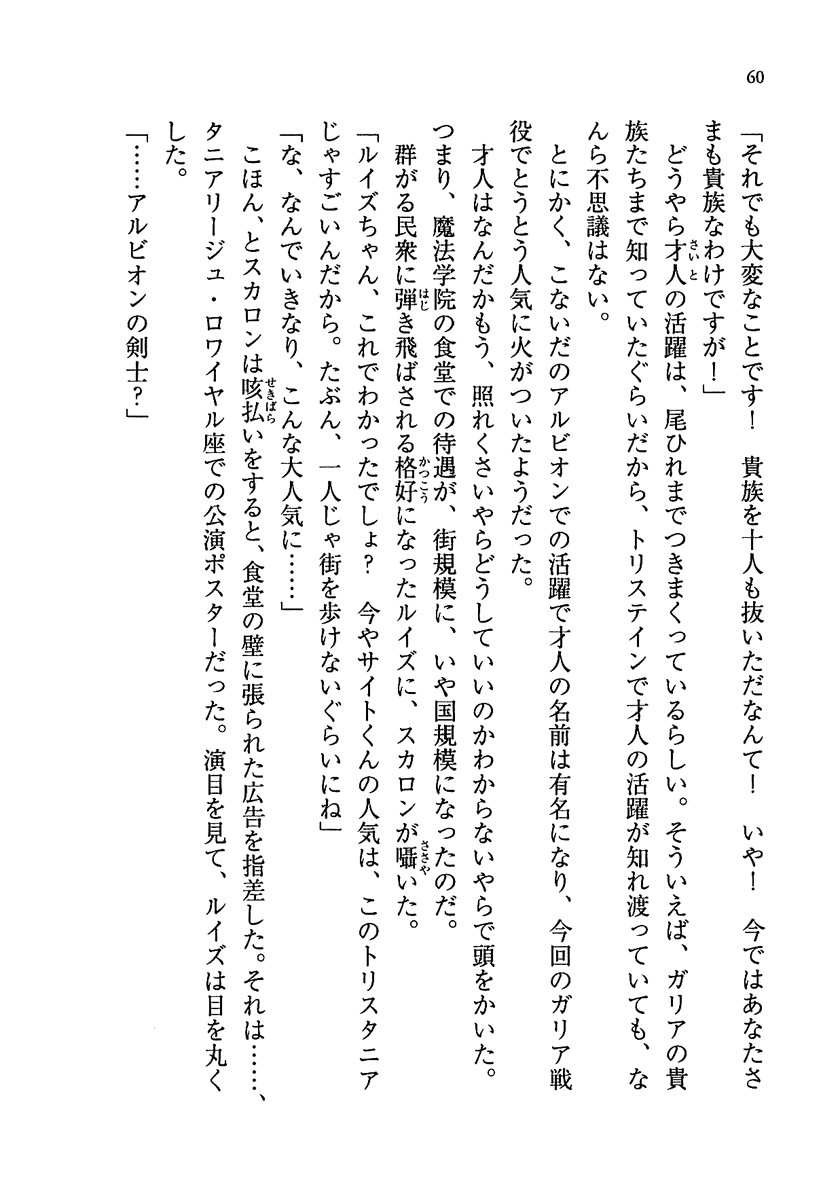 60
「それでも大変なことです！　貴族を十人も抜いただなんて！　いや！　今ではあなたさ
まも貴族なわけですが！」
　どうやら才人の活躍は、尾ひれまでつきまくっているらしい。そういえば、ガリアの貴
族たちまで知っていたぐらいだから、トリステインで才人の活躍が知れ渡っていても、な
んら不思議はない。
　とにかく、こないだのアルビオンでの活躍で才人の名前は有名になり、今回のガリア戦
役でとうとう人気に火がついたようだった。
　才人はなんだかもう、照れくさいやらどうしていいのかわからないやらで頭をかいた。
つまり、魔法学院の食堂での待遇が、街規模に、いや国規模になったのだ。
　群がる民衆に弾き飛ばされる格好になったルイズに、スカロンが囁いた。
「ルイズちゃん、これでわかったでしょ？　今やサイトくんの人気は、このトリスタニア
じゃすごいんだから。たぶん、一人じゃ街を歩けないぐらいにね」
「な、なんでいきなり、こんな大人気に……」
　こほん、とスカロンは咳払いをすると、食堂の壁に張られた広告を指差した。それは……、
タニアリージュ・ロワイヤル座での公演ポスターだった。演目を見て、ルイズは目を丸く
した。
「……アルビオンの剣士？」